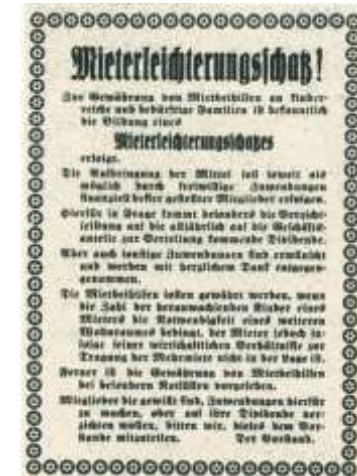 Mieterleichterungsschatz!
Zur Gewährung von Mietbeihilfen an kinder-
reiche und bedürftige Familien ist bekanntlich
die Bildung eines
Mieterleichterungsschatzes
erfolgt.
Die Aufbringung der Mittel soll soweit als
möglich durch freiwillige Zuwendungen
finanziell besser gestellter Mitglieder erfolgen.
Hierfür in Frage kommt besonders die Verzicht-
leistung auf die alljährlich auf die Geschäfts-
anteile zur Verteilung kommende Dividende.
Aber auch sonstige Zuwendungen sind erwünscht
und werden mit herzlichem Dank entgegen-
genommen.
Die Mietbeihilfen sollen gewährt werden, wenn
die Zahl der heranwachsenden Kinder eines
Mieters die Notwendigkeit eines weiteren
Wohnraumes bedingt, der Mieter jedoch in-
folge seiner wirtschaftlichen Verhältnisse zur
Tragung der Mehrmiete nicht in der Lage ist.
Ferner ist die Gewährung von Mietbeihilfen
bei besondern Notfällen vorgesehen.
Mitglieder die gewillt sind, Zuwendungen hierfür
zu machen, oder auf ihre Dividende ver-
zichten wollen, bitten wir, dieses dem Vor-
stande mitzuteilen. Der Vorstand.